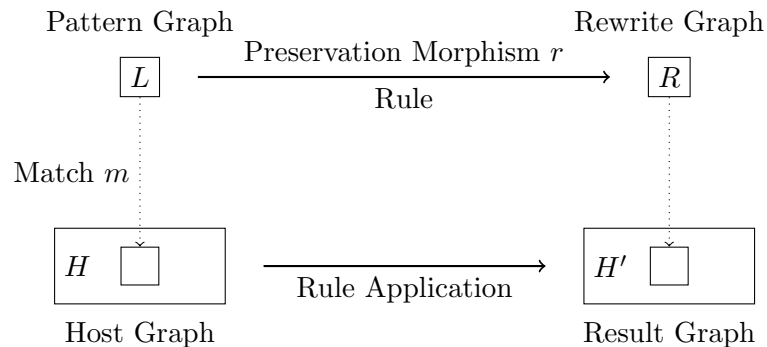 Pattern Graph
Rewrite Graph
Preservation Morphism r
L
R
Rule
Match m
H
H′
Rule Application
Host Graph
Result Graph